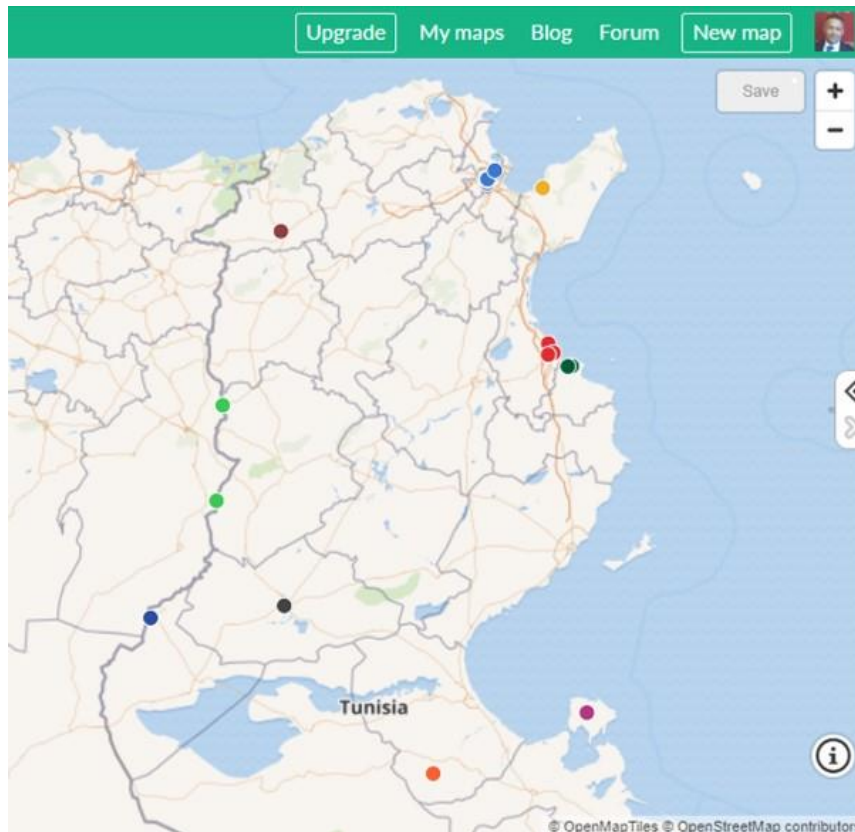 Upgrade My maps Blog Forum New map
Save
+
−
Tunisia
i
© OpenMapTiles © OpenStreetMap contributor